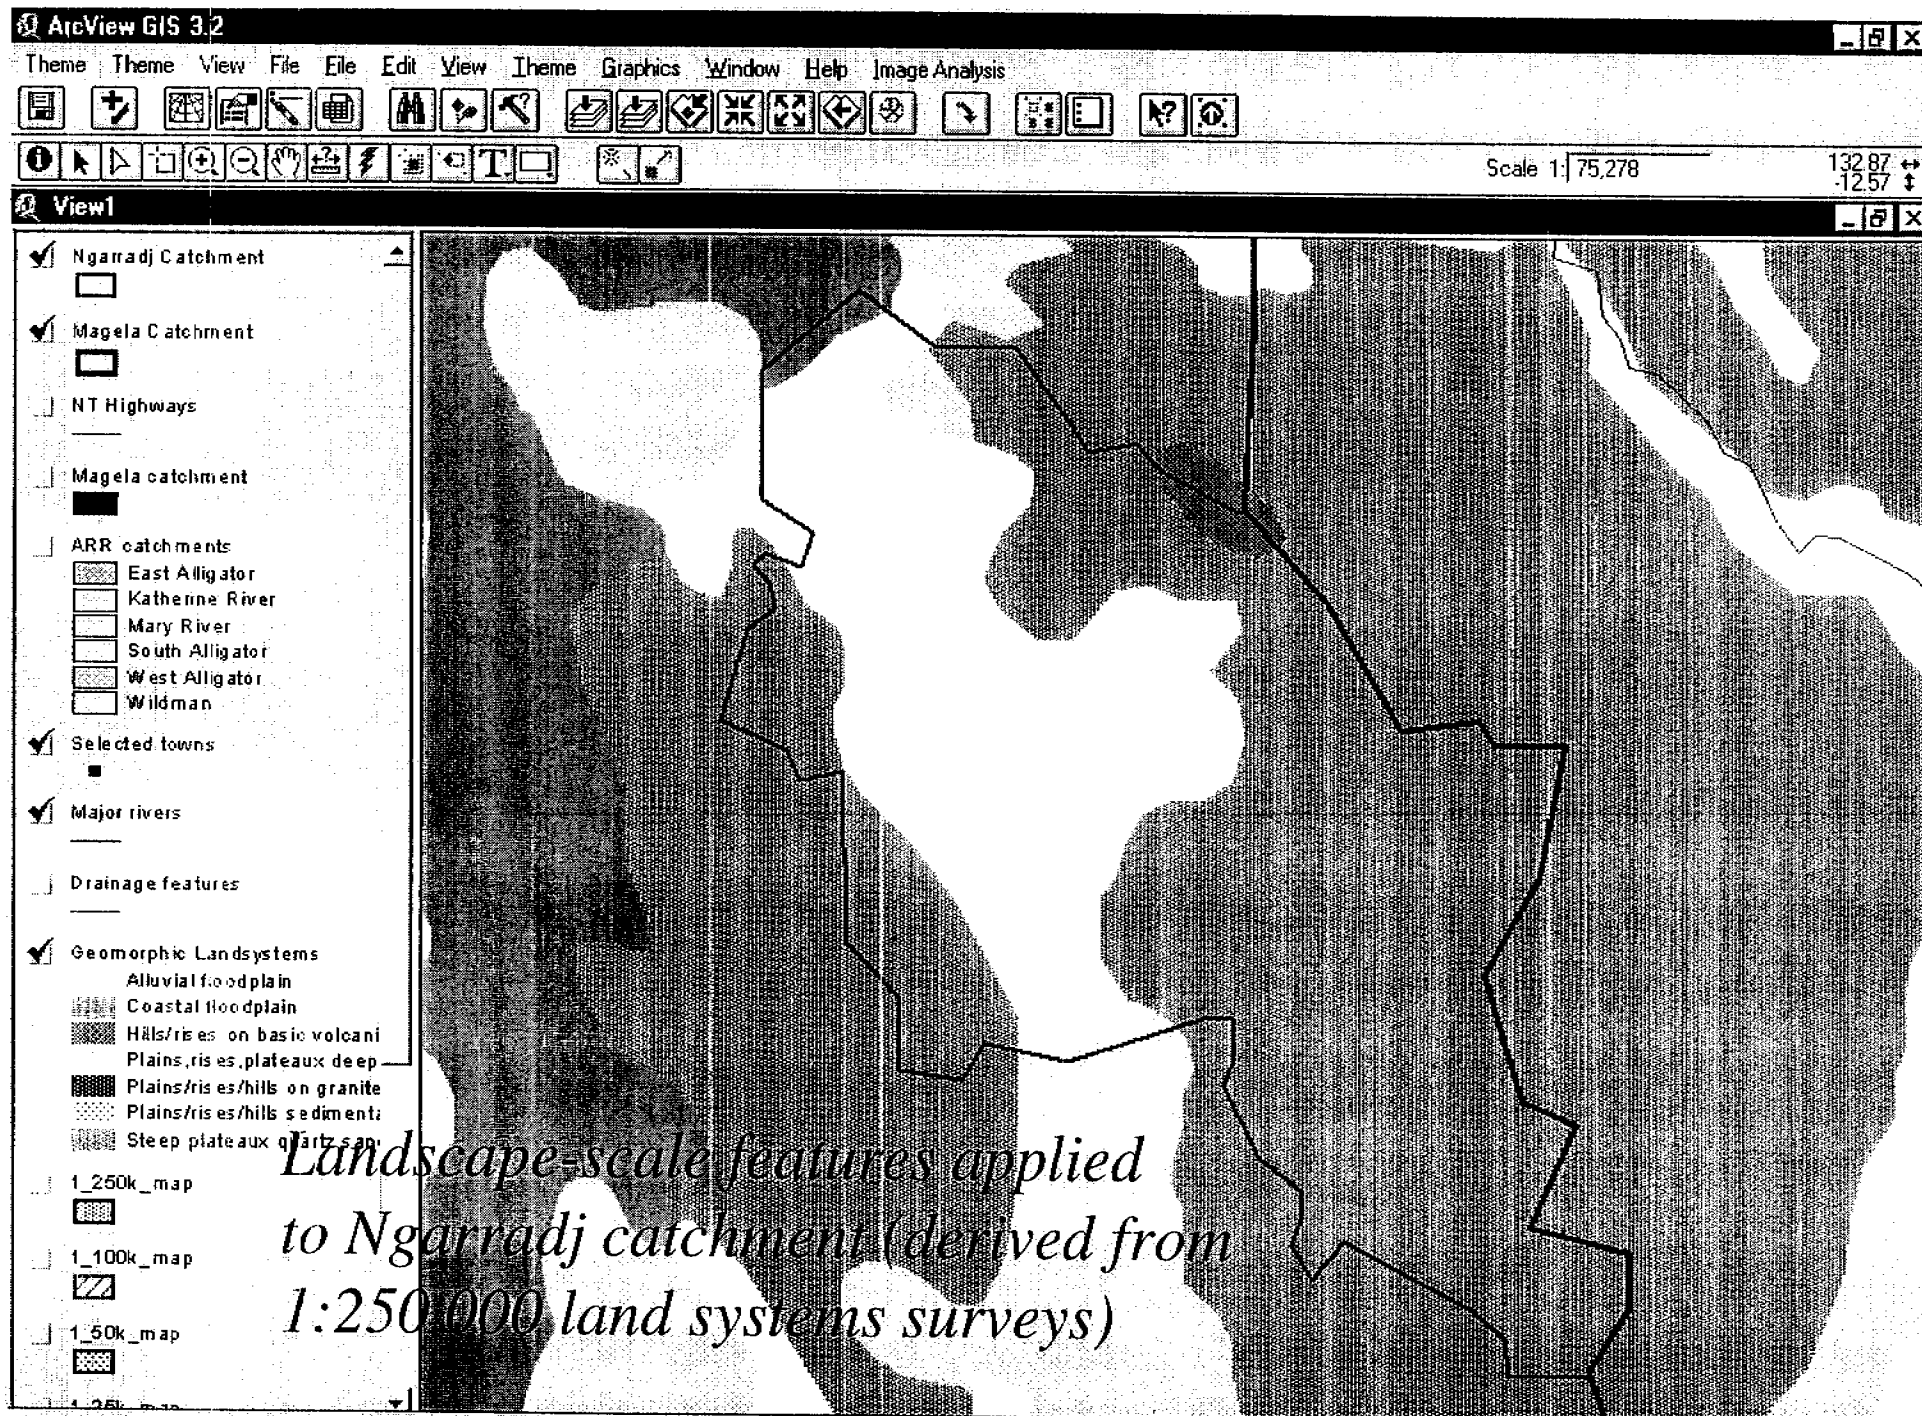 ArcView GIS 3.2
Theme Theme View File File Edit View Theme Graphics Window Help Image Analysis
Scale 1: 75,278
132.87
-12.57
View1
Ngarradj Catchment
Magela Catchment
NT Highways
Magela catchment
ARR catchments
East Alligator
Katherine River
Mary River
South Alligator
West Alligator
Wildman
Selected towns
Major rivers
Drainage features
Geomorphic Landsystems
Alluvial floodplain
Coastal floodplain
Hills/rises on basic volcani
Plains,rises,plateaux deep
Plains/rises/hills on granite
Plains/rises/hills sedimenta
Steep plateaux quartz san
1_250k_map
1_100k_map
1_50k_map
Landscape-scale features applied
to Ngarradj catchment (derived from
1:250 000 land systems surveys)